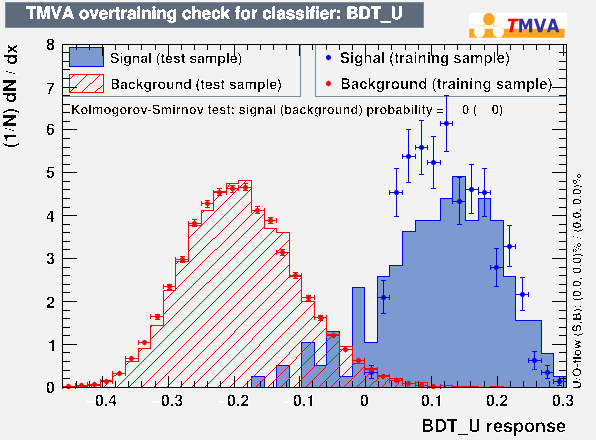 TMVA overtraining check for classifier: BDT_U
TMVA
Signal (test sample)
Background (test sample)
Signal (training sample)
Background (training sample)
Kolmogorov-Smirnov test: signal (background) probability = 0 ( 0)
(1/N) dN / dx
8
7
6
5
4
3
2
1
0
−0.4 −0.3 −0.2 −0.1 0 0.1 0.2 0.3
BDT_U response
U/O-flow (S,B): (0.0, 0.0)% / (0.0, 0.0)%